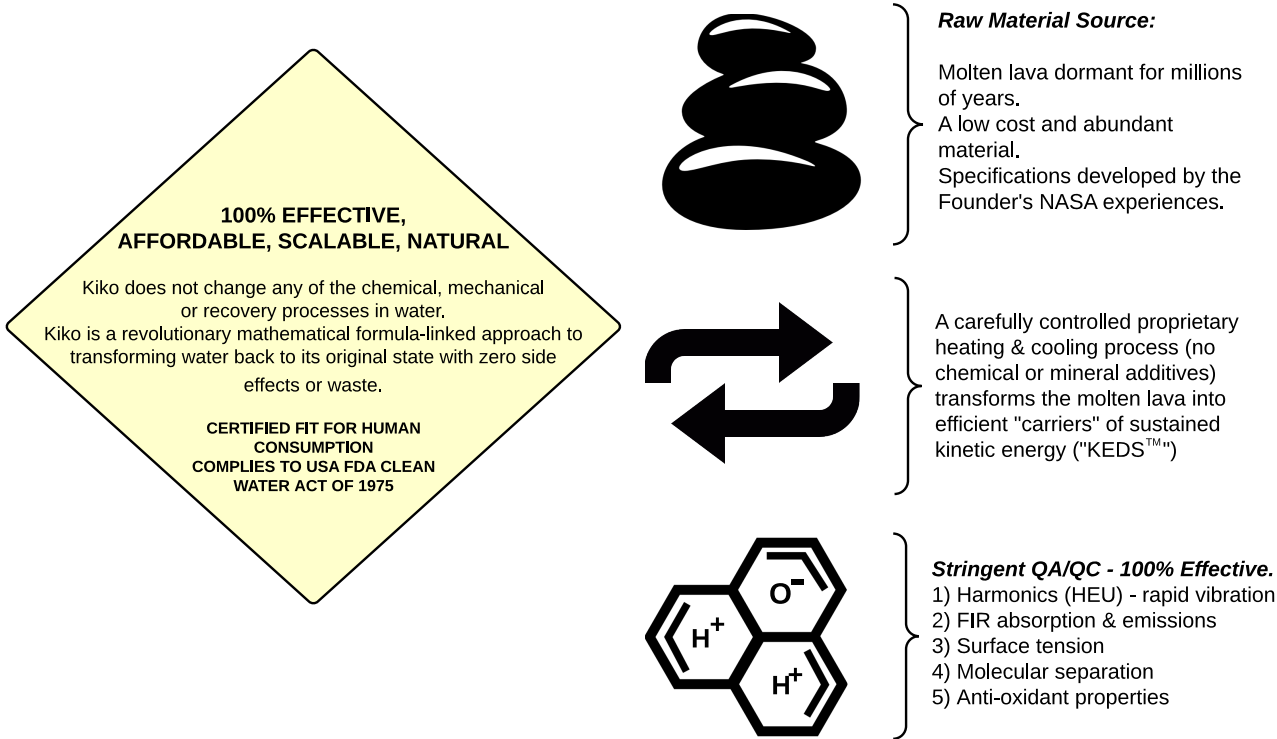 100% EFFECTIVE,
AFFORDABLE, SCALABLE, NATURAL
Kiko does not change any of the chemical, mechanical
or recovery processes in water.
Kiko is a revolutionary mathematical formula-linked approach to
transforming water back to its original state with zero side
effects or waste.
CERTIFIED FIT FOR HUMAN
CONSUMPTION
COMPLIES TO USA FDA CLEAN
WATER ACT OF 1975
Raw Material Source:
Molten lava dormant for millions
of years.
A low cost and abundant
material.
Specifications developed by the
Founder's NASA experiences.
A carefully controlled proprietary
heating & cooling process (no
chemical or mineral additives)
transforms the molten lava into
efficient "carriers" of sustained
kinetic energy ("KEDS™")
O-
H+
H+
Stringent QA/QC - 100% Effective.
1) Harmonics (HEU) - rapid vibration
2) FIR absorption & emissions
3) Surface tension
4) Molecular separation
5) Anti-oxidant properties